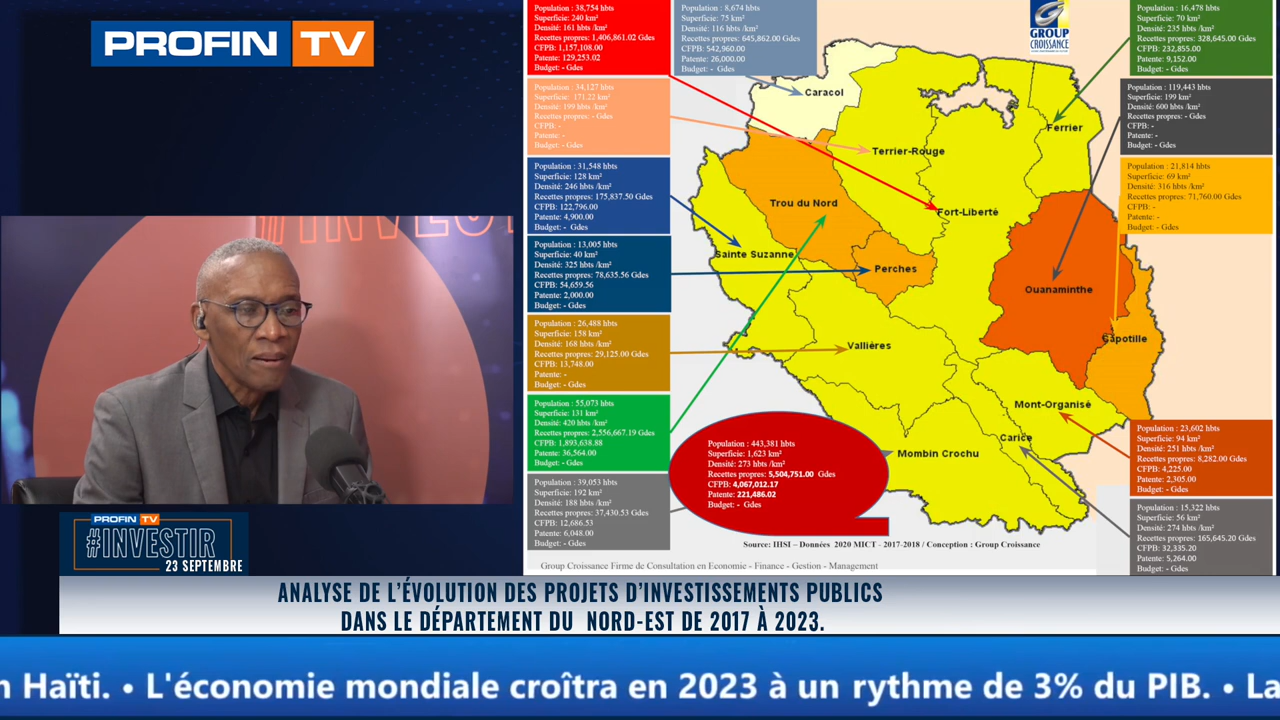 PROFIN TV
INVEST
Population : 38,754 hbts
Superficie: 240 km²
Densité: 161 hbts /km²
Recettes propres: 1,406,861.02 Gdes
CFPB: 1,157,108.00
Patente: 129,253.02
Budget: - Gdes
Population : 8,674 hbts
Superficie: 75 km²
Densité: 116 hbts /km²
Recettes propres: 645,862.00 Gdes
CFPB: 542,960.00
Patente: 26,000.00
Budget: - Gdes
GROUP
CROISSANCE
Population : 16,478 hbts
Superficie: 70 km²
Densité: 235 hbts /km²
Recettes propres: 328,645.00 Gdes
CFPB: 232,855.00
Patente: 9,152.00
Budget: - Gdes
Population : 34,127 hbts
Superficie: 171.22 km²
Densité: 199 hbts /km²
Recettes propres: - Gdes
CFPB: -
Patente: -
Budget: - Gdes
Population : 119,443 hbts
Superficie: 199 km²
Densité: 600 hbts /km²
Recettes propres: - Gdes
CFPB: -
Patente: -
Budget: - Gdes
Population : 31,548 hbts
Superficie: 128 km²
Densité: 246 hbts /km²
Recettes propres: 175,837.50 Gdes
CFPB: 122,796.00
Patente: 4,900.00
Budget: - Gdes
Population : 21,814 hbts
Superficie: 69 km²
Densité: 316 hbts /km²
Recettes propres: 71,760.00 Gdes
CFPB: -
Patente: -
Budget: - Gdes
Population : 13,005 hbts
Superficie: 40 km²
Densité: 325 hbts /km²
Recettes propres: 78,635.56 Gdes
CFPB: 54,659.56
Patente: 2,000.00
Budget: - Gdes
Population : 26,488 hbts
Superficie: 158 km²
Densité: 168 hbts /km²
Recettes propres: 29,125.00 Gdes
CFPB: 13,748.00
Patente: -
Budget: - Gdes
Population : 55,073 hbts
Superficie: 131 km²
Densité: 420 hbts /km²
Recettes propres: 2,556,667.19 Gdes
CFPB: 1,893,638.88
Patente: 36,564.00
Budget: - Gdes
Population : 39,053 hbts
Superficie: 192 km²
Densité: 188 hbts /km²
Recettes propres: 37,430.53 Gdes
CFPB: 12,686.53
Patente: 6,048.00
Budget: - Gdes
Population : 443,381 hbts
Superficie: 1,623 km²
Densité: 273 hbts /km²
Recettes propres: 5,504,751.00 Gdes
CFPB: 4,067,012.17
Patente: 221,486.02
Budget: - Gdes
Population : 23,602 hbts
Superficie: 94 km²
Densité: 251 hbts /km²
Recettes propres: 8,282.00 Gdes
CFPB: 4,225.00
Patente: 2,305.00
Budget: - Gdes
Population : 15,322 hbts
Superficie: 56 km²
Densité: 274 hbts /km²
Recettes propres: 165,645.20 Gdes
CFPB: 32,335.20
Patente: 5,264.00
Budget: - Gdes
Caracol
Ferrier
Terrier-Rouge
Trou du Nord
Fort-Liberté
Sainte Suzanne
Perches
Ouanaminthe
Capotille
Vallières
Mont-Organisé
Carice
Mombin Crochu
Source: IHSI – Données 2020 MICT - 2017-2018 / Conception : Group Croissance
Group Croissance Firme de Consultation en Economie - Finance - Gestion - Management
PROFIN TV
#INVESTIR
23 SEPTEMBRE
ANALYSE DE L'ÉVOLUTION DES PROJETS D'INVESTISSEMENTS PUBLICS
DANS LE DÉPARTEMENT DU NORD-EST DE 2017 À 2023.
n Haïti. • L'économie mondiale croîtra en 2023 à un rythme de 3% du PIB. • La